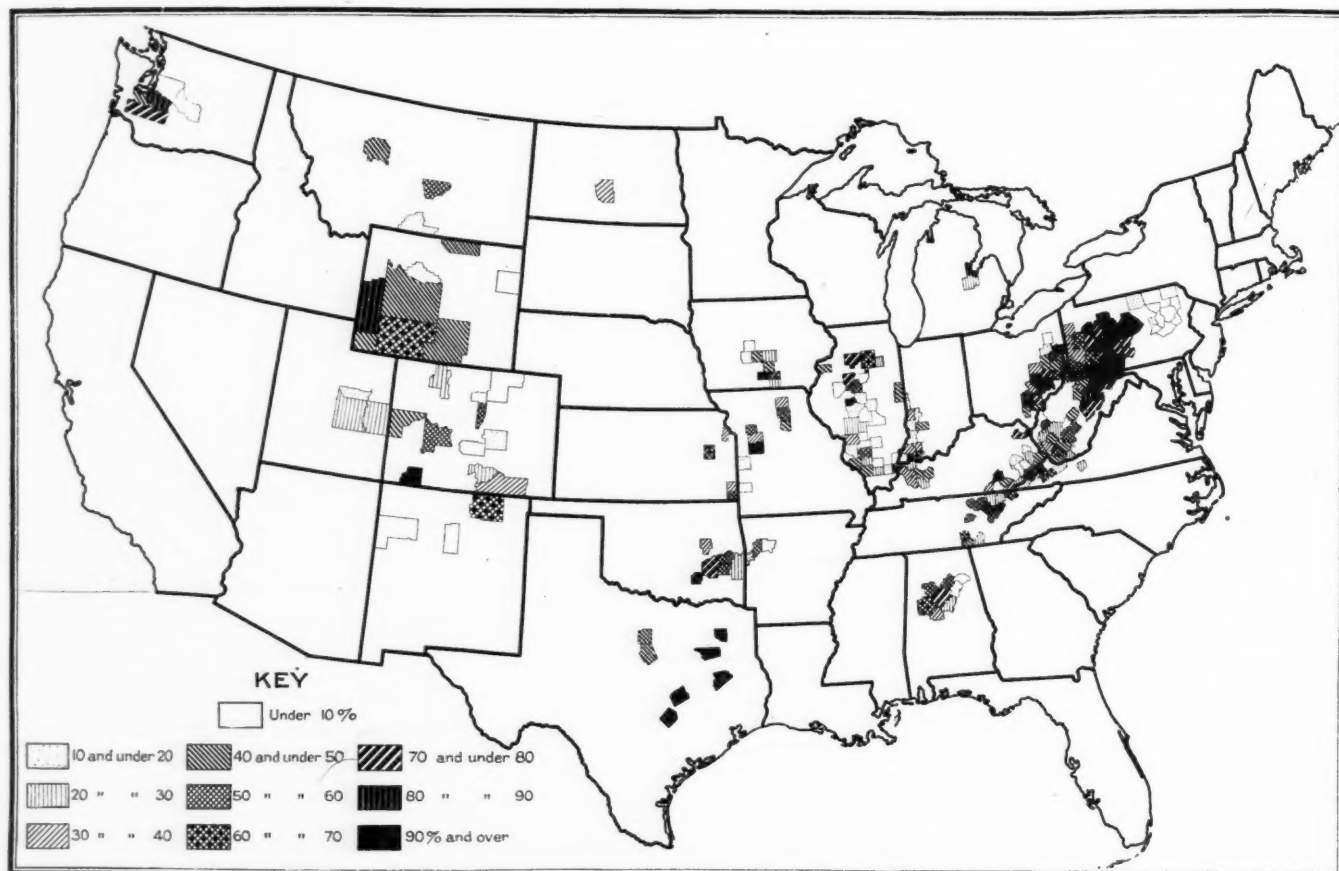 KEY
Under 10%
10 and under 20
20 " " 30
30 " " 40
40 and under 50
50 " " 60
60 " " 70
70 and under 80
80 " " 90
90% and over